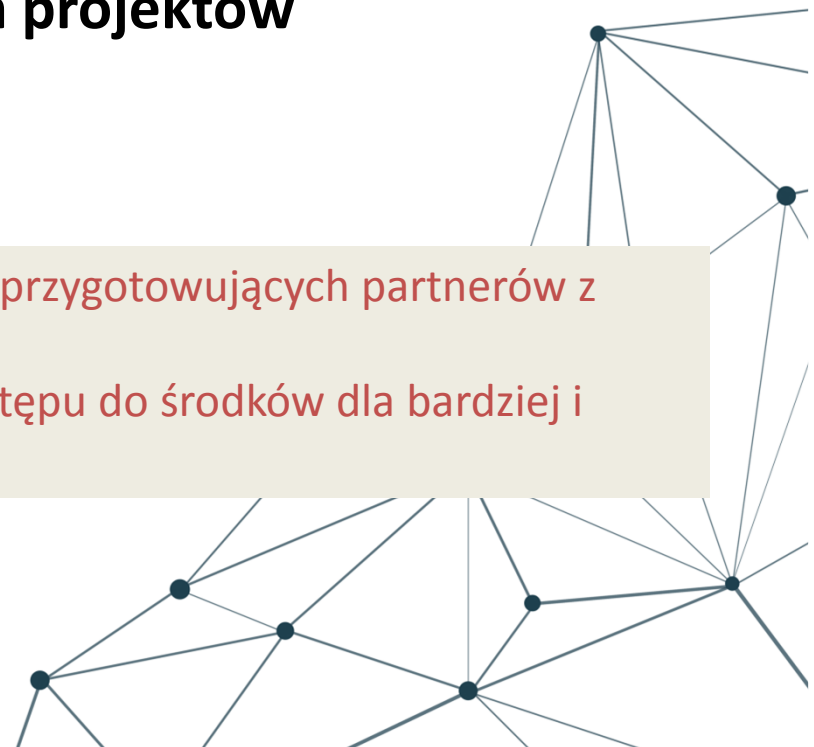 projektów
przygotowujących partnerów z
tępu do środków dla bardziej i